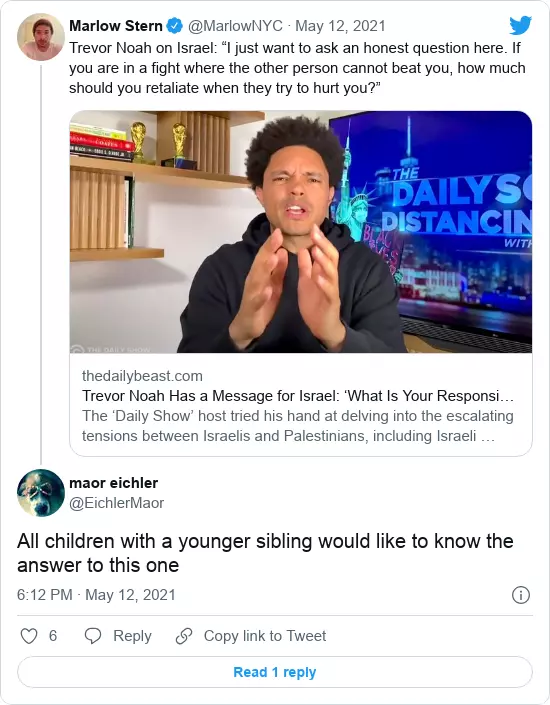 Marlow Stern @MarlowNYC · May 12, 2021
Trevor Noah on Israel: “I just want to ask an honest question here. If
you are in a fight where the other person cannot beat you, how much
should you retaliate when they try to hurt you?”
COATES
THE
DAILY SO
DISTANCIN
WITH
BLACK
THE DAILY SHOW
thedailybeast.com
Trevor Noah Has a Message for Israel: ‘What Is Your Responsi…
The ‘Daily Show’ host tried his hand at delving into the escalating
tensions between Israelis and Palestinians, including Israeli …
maor eichler
@EichlerMaor
All children with a younger sibling would like to know the
answer to this one
6:12 PM · May 12, 2021
6 Reply Copy link to Tweet
Read 1 reply